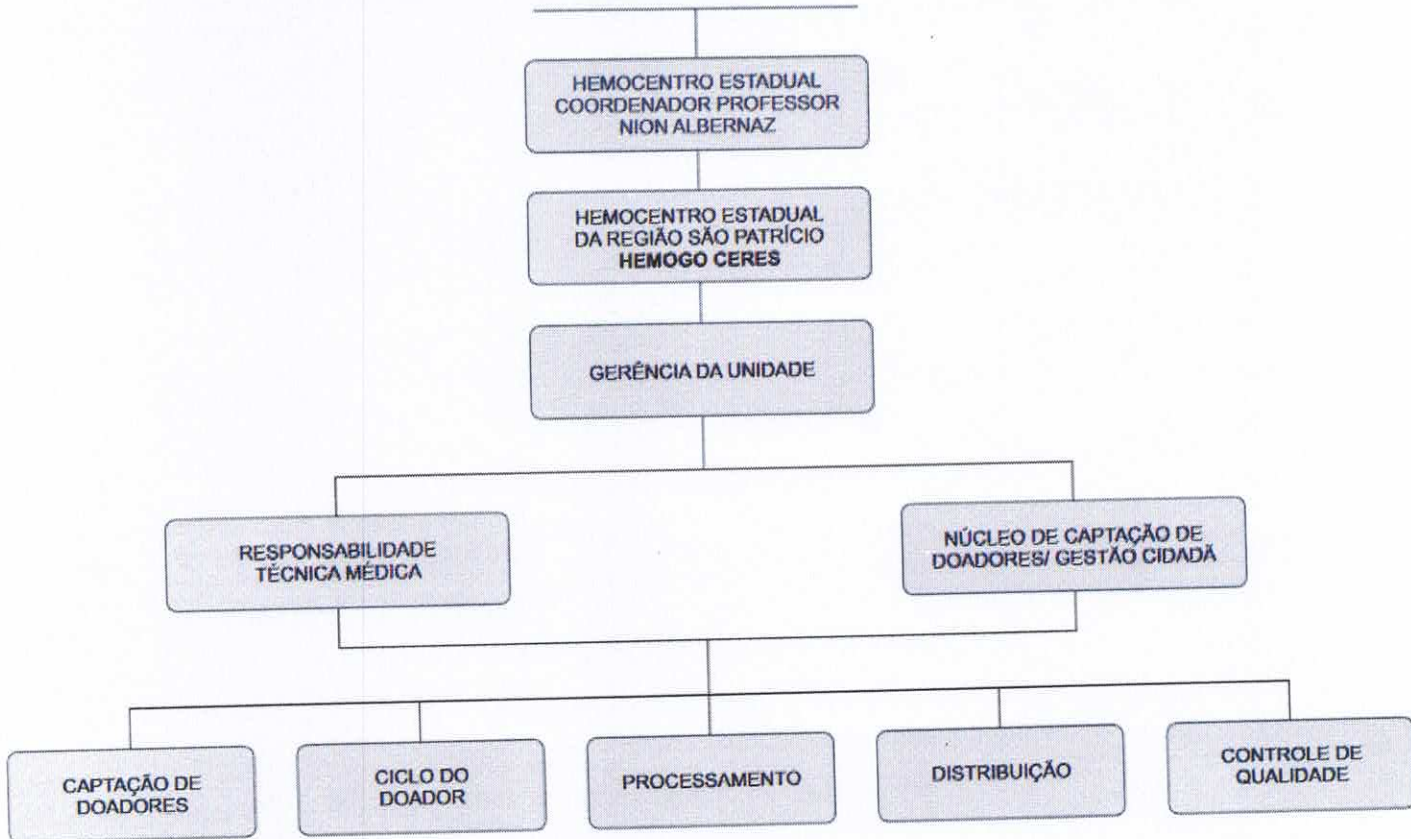 HEMOCENTRO ESTADUAL
COORDENADOR PROFESSOR
NION ALBERNAZ
HEMOCENTRO ESTADUAL
DA REGIÃO SÃO PATRÍCIO
HEMOGO CERES
GERÊNCIA DA UNIDADE
RESPONSABILIDADE
TÉCNICA MÉDICA
NÚCLEO DE CAPTAÇÃO DE
DOADORES/ GESTÃO CIDADÃ
CAPTAÇÃO DE
DOADORES
CICLO DO
DOADOR
PROCESSAMENTO
DISTRIBUIÇÃO
CONTROLE DE
QUALIDADE